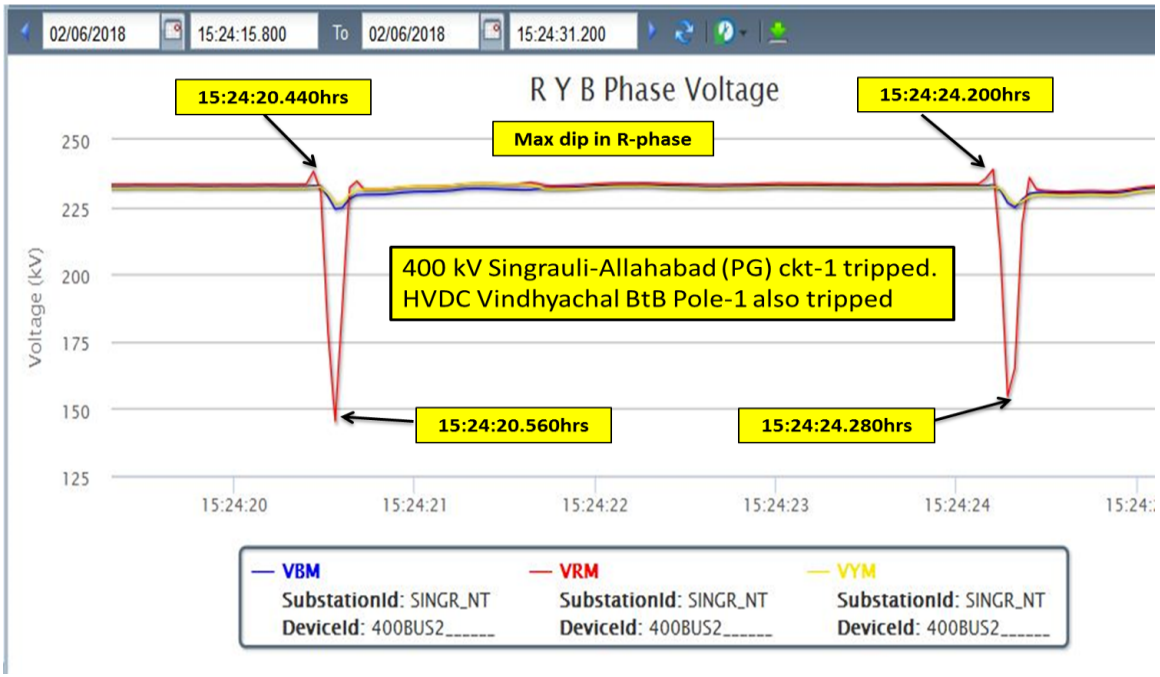 02/06/2018 15:24:15.800 To 02/06/2018 15:24:31.200
R Y B Phase Voltage
15:24:20.440hrs
15:24:24.200hrs
Max dip in R-phase
400 kV Singrauli-Allahabad (PG) ckt-1 tripped.
HVDC Vindhyachal BtB Pole-1 also tripped
15:24:20.560hrs
15:24:24.280hrs
Voltage (kV)
250
225
200
175
150
125
15:24:20 15:24:21 15:24:22 15:24:23 15:24:24 15:24:
VBM VRM VYM
SubstationId: SINGR_NT SubstationId: SINGR_NT SubstationId: SINGR_NT
DeviceId: 400BUS2______ DeviceId: 400BUS2______ DeviceId: 400BUS2______